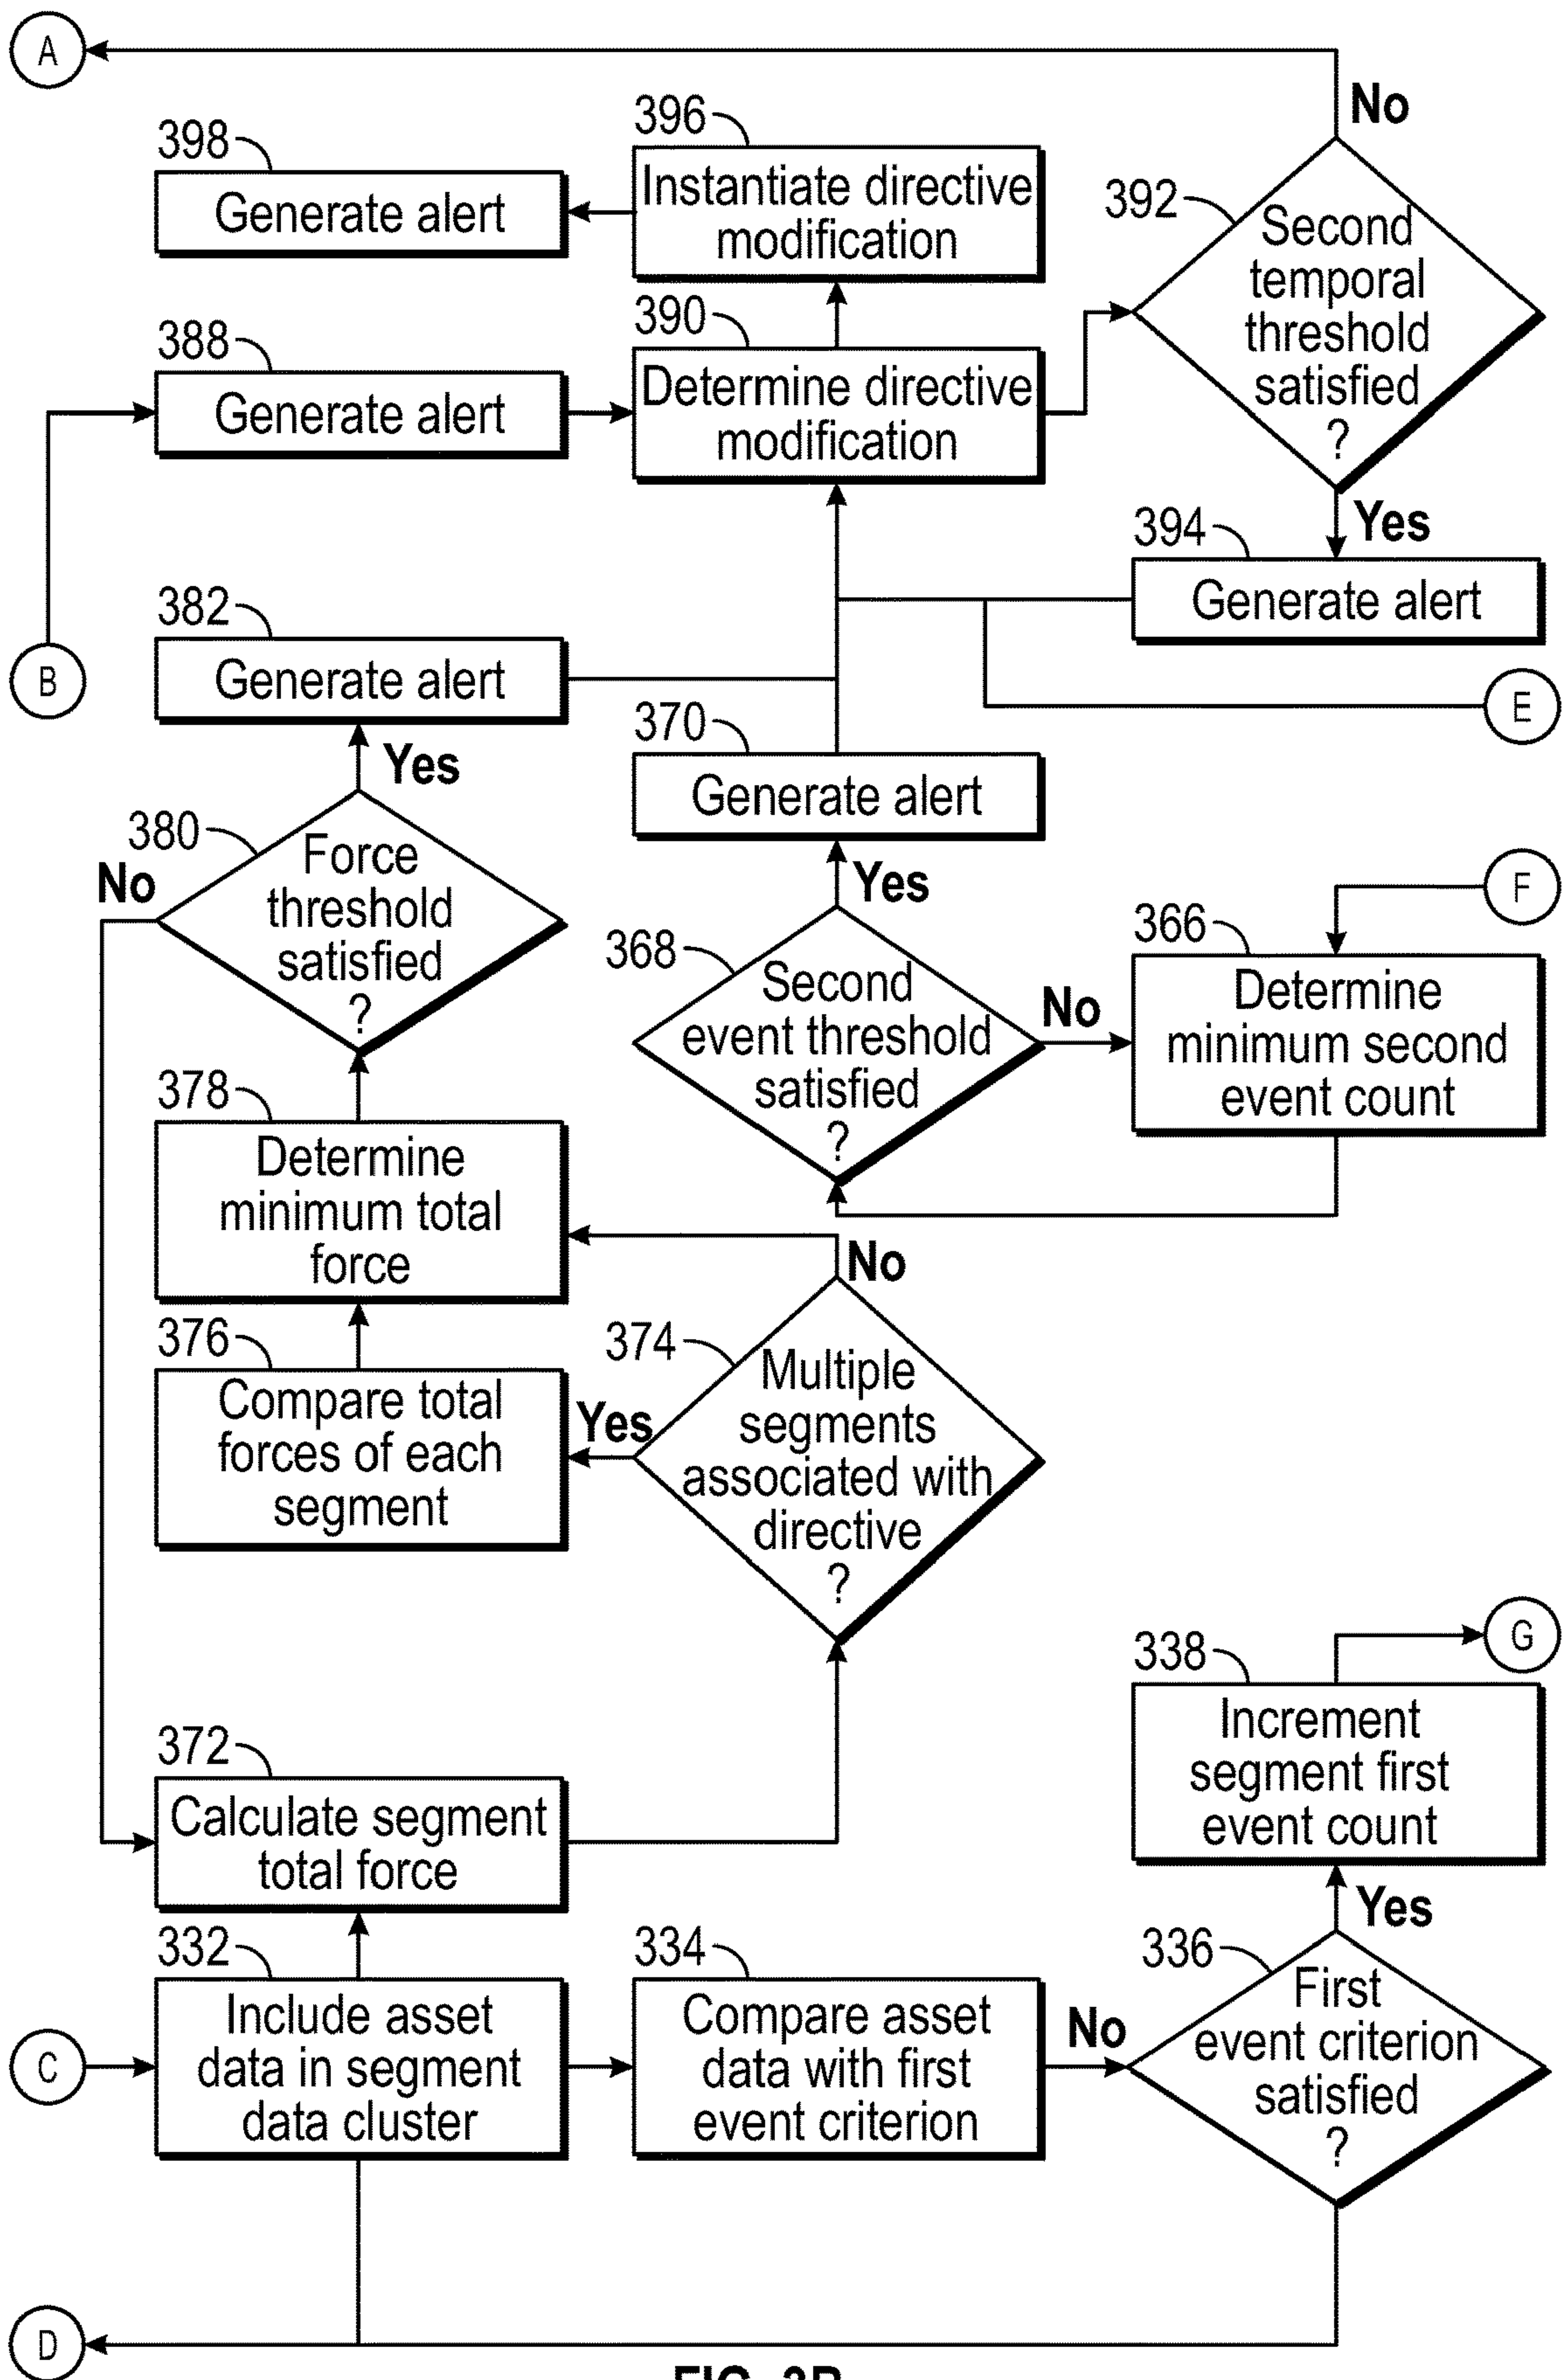 A
No
396
398
Instantiate directive
modification
Generate alert
392
Second
temporal
threshold
satisfied
?
390
388
Determine directive
modification
Generate alert
Yes
394
Generate alert
382
Generate alert
B
E
370
Generate alert
Yes
380
Force
threshold
satisfied
?
No
Yes
F
366
Determine
minimum second
event count
368
Second
event threshold
satisfied
?
No
378
Determine
minimum total
force
No
376
Compare total
forces of each
segment
374
Multiple
segments
associated with
directive
?
Yes
G
338
Increment
segment first
event count
372
Calculate segment
total force
Yes
332
Include asset
data in segment
data cluster
334
Compare asset
data with first
event criterion
336
First
event criterion
satisfied
?
No
C
D
FIG. 3B